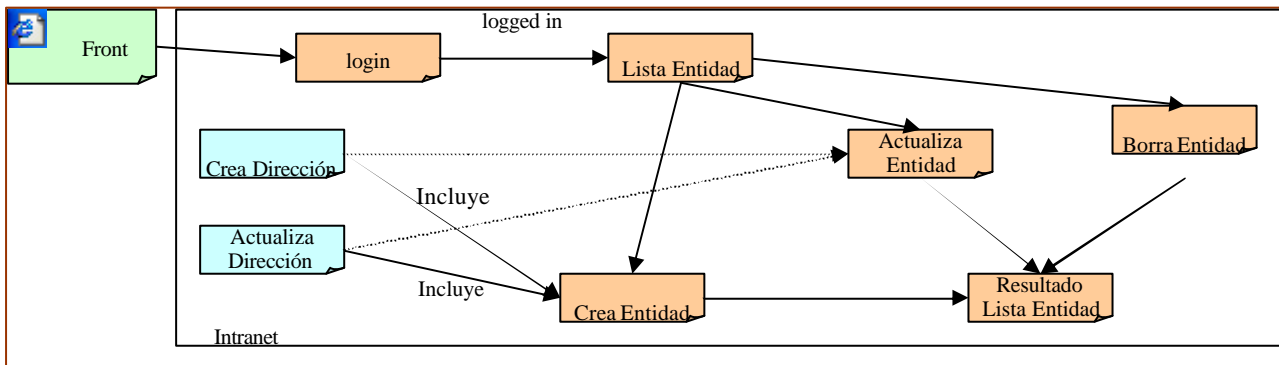 logged in
Front
login
Lista Entidad
Crea Dirección
Actualiza
Entidad
Borra Entidad
Incluye
Actualiza
Dirección
Incluye
Crea Entidad
Resultado
Lista Entidad
Intranet